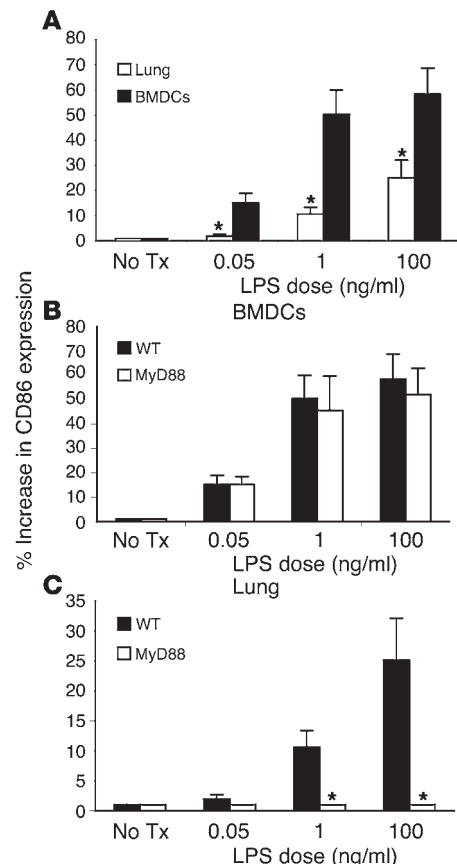 A
80
70
60
50
40
30
20
10
0
Lung
BMDCs
*
*
*
No Tx 0.05 1 100
LPS dose (ng/ml)
% Increase in CD86 expression
B
BMDCs
80
70
60
50
40
30
20
10
0
WT
MyD88
No Tx 0.05 1 100
LPS dose (ng/ml)
C
Lung
35
30
25
20
15
10
5
0
WT
MyD88
*
*
No Tx 0.05 1 100
LPS dose (ng/ml)